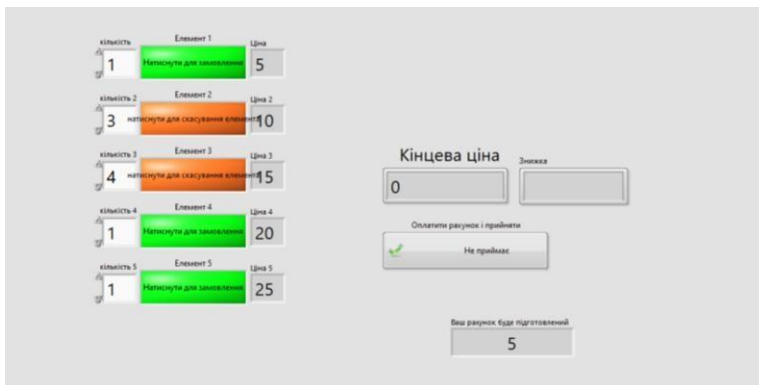 кількість Елемент 1 Ціна
1 Натиснути для замовлення 5
кількість 2 Елемент 2 Ціна 2
3 натиснути для скасування елемента 10
кількість 3 Елемент 3 Ціна 3
4 натиснути для скасування елемента 15
кількість 4 Елемент 4 Ціна 4
1 Натиснути для замовлення 20
кількість 5 Елемент 5 Ціна 5
1 Натиснути для замовлення 25
Кінцева ціна Знижка
0
Оплатити рахунок і прийняти
Не приймає
Ваш рахунок буде підготовлений
5